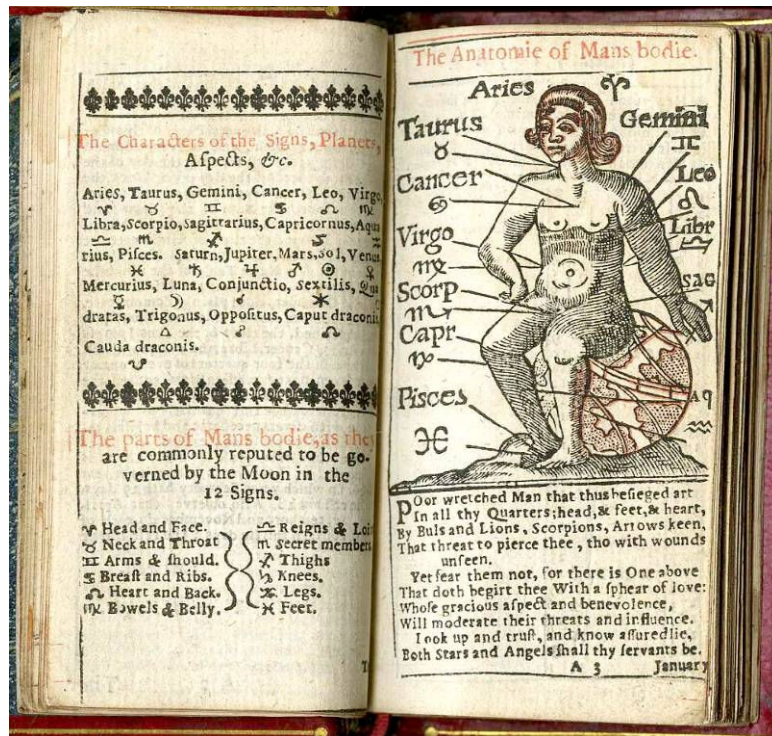 The Characters of the Signs, Planets,
Aſpects, &c.
Aries, Taurus, Gemini, Cancer, Leo, Virgo,
♈ ♉ ♊ ♋ ♌ ♍
Libra, Scorpio, Sagittarius, Capricornus, Aqua
♎ ♏ ♐ ♑ ♒
rius, Piſces. Saturn, Jupiter, Mars, Sol, Venus
♓ ♄ ♃ ♂ ☉ ♀
Mercurius, Luna, Conjunctio, Sextilis, Qua
☿ ☽ ☌ ⚹ □
dratas, Trigonus, Oppoſitus, Caput draconis
△ ☍ ☊
Cauda draconis.
☋
The parts of Mans bodie, as they
are commonly reputed to be go-
verned by the Moon in the
12 Signs.
♈ Head and Face.
♉ Neck and Throat
♊ Arms & ſhould.
♋ Breaſt and Ribs.
♌ Heart and Back.
♍ Bowels & Belly.
♎ Reigns & Loi
♏ Secret members
♐ Thighs
♑ Knees.
♒ Legs.
♓ Feet.
The Anatomie of Mans bodie.
Aries ♈
Taurus
♉
Gemini
♊
Cancer
♋
Leo
♌
Virgo
♍
Libr
♎
Scorp
♏
SAG
♐
Capr
♑
Aq
♒
Pisces
♓
POor wretched Man that thus beſieged art
In all thy Quarters; head, & feet, & heart,
By Buls and Lions, Scorpions, Arrows keen,
That threat to pierce thee, tho with wounds
unſeen.
Yet fear them not, for there is One above
That doth begirt thee With a ſphear of love:
Whoſe gracious aſpect and benevolence,
Will moderate their threats and influence.
Look up and truſt, and know aſſuredlie,
Both Stars and Angels ſhall thy ſervants be.
A 3 January